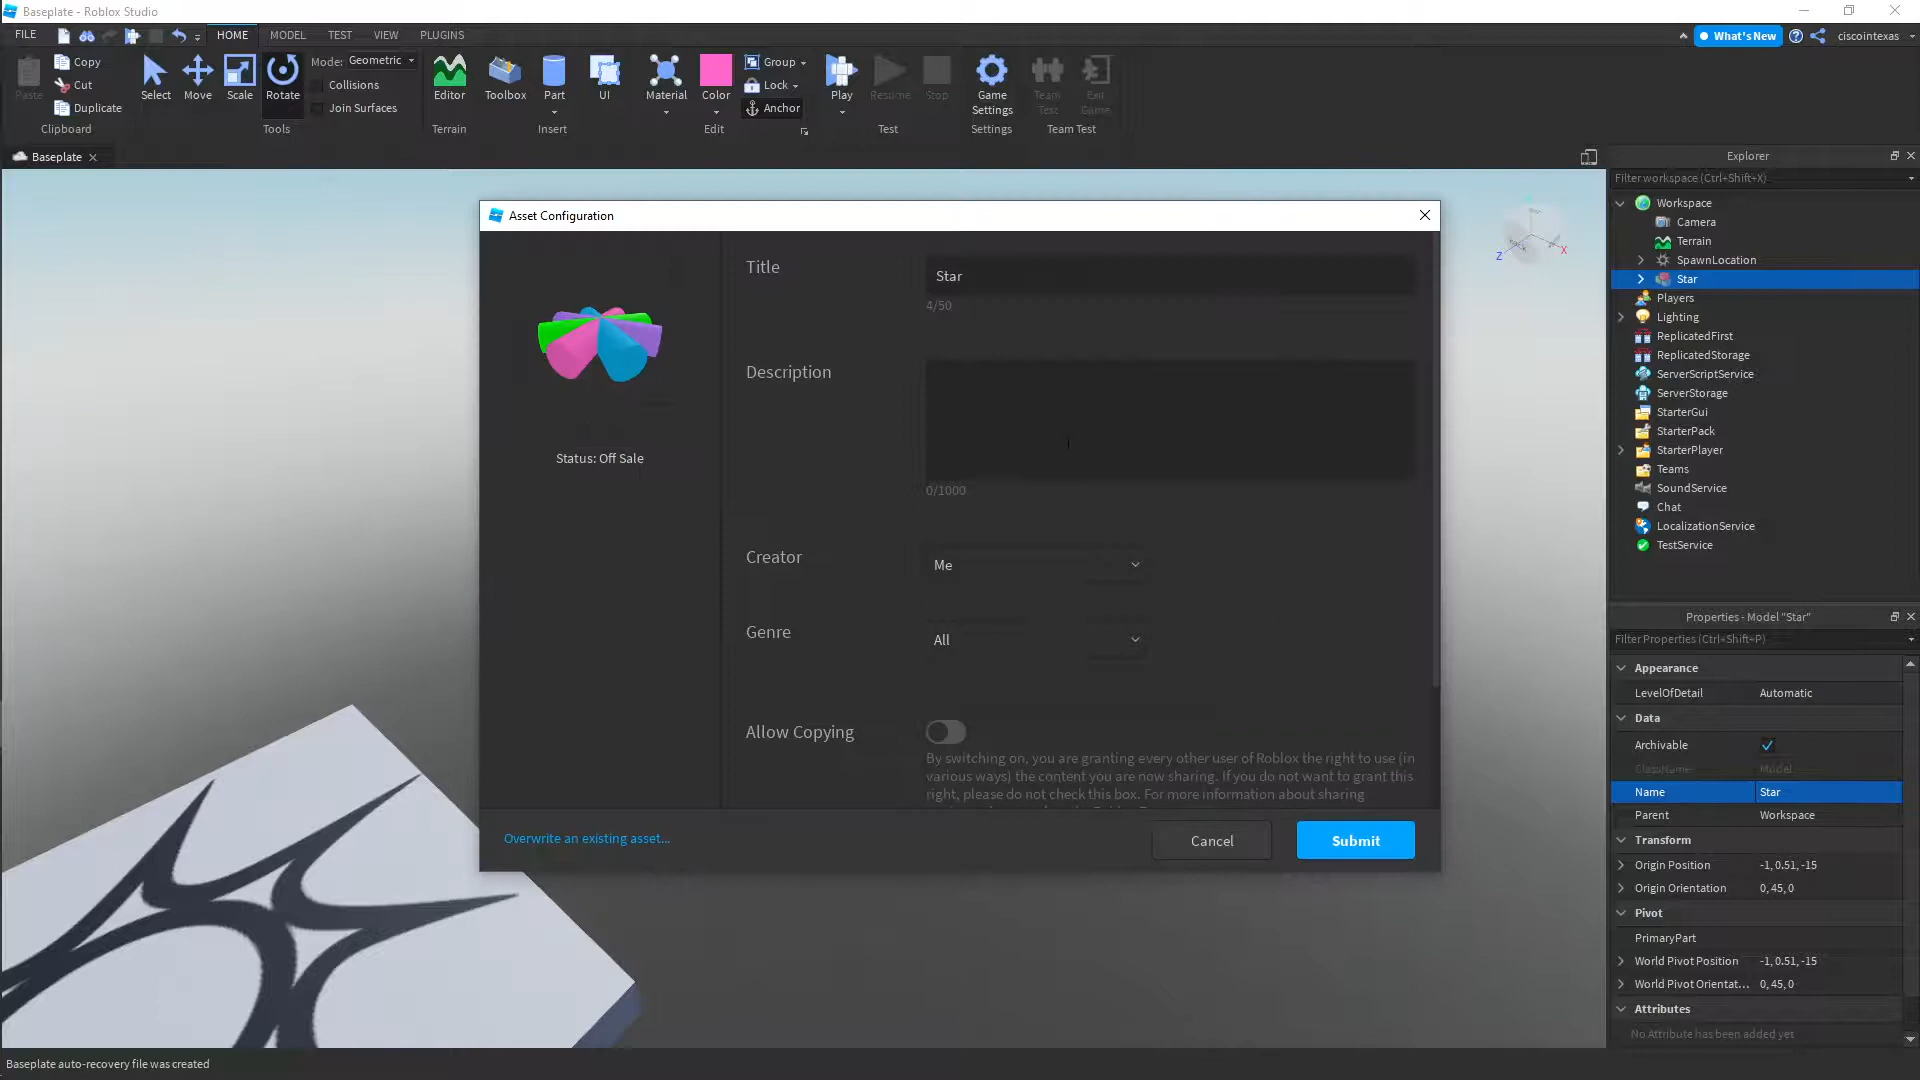 Baseplate - Roblox Studio
FILE
HOME
MODEL
TEST
VIEW
PLUGINS
What's New
ciscointexas
Paste
Copy
Cut
Duplicate
Clipboard
Select
Move
Scale
Rotate
Mode: Geometric
Collisions
Join Surfaces
Tools
Editor
Terrain
Toolbox
Part
UI
Insert
Material
Color
Group
Lock
Anchor
Edit
Play
Resume
Stop
Test
Game
Settings
Settings
Team
Test
Exit
Game
Team Test
Baseplate
Asset Configuration
Title
Star
4/50
Description
0/1000
Status: Off Sale
Creator
Me
Genre
All
Allow Copying
By switching on, you are granting every other user of Roblox the right to use (in
various ways) the content you are now sharing. If you do not want to grant this
right, please do not check this box. For more information about sharing
Overwrite an existing asset...
Cancel
Submit
Z
X
Explorer
Filter workspace (Ctrl+Shift+X)
Workspace
Camera
Terrain
SpawnLocation
Star
Players
Lighting
ReplicatedFirst
ReplicatedStorage
ServerScriptService
ServerStorage
StarterGui
StarterPack
StarterPlayer
Teams
SoundService
Chat
LocalizationService
TestService
Properties - Model "Star"
Filter Properties (Ctrl+Shift+P)
Appearance
LevelOfDetail Automatic
Data
Archivable
ClassName Model
Name Star
Parent Workspace
Transform
Origin Position -1, 0.51, -15
Origin Orientation 0, 45, 0
Pivot
PrimaryPart
World Pivot Position -1, 0.51, -15
World Pivot Orientat... 0, 45, 0
Attributes
No Attribute has been added yet
Baseplate auto-recovery file was created